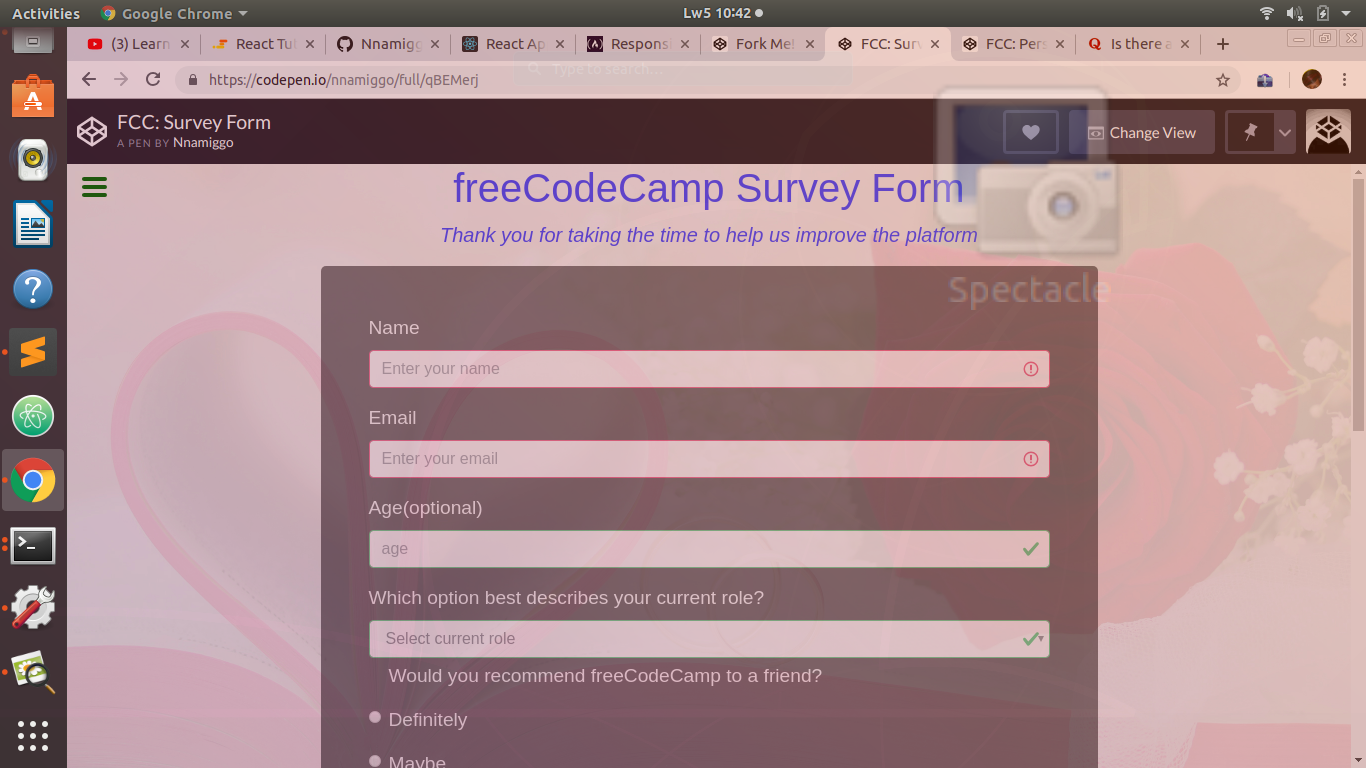 Activities
Google Chrome
Lw5 10:42
(3) Learn
React Tu
Nnamigg
React Ap
Respons
Fork Me!
FCC: Surv
FCC: Pers
Is there a
Type to search...
https://codepen.io/nnamiggo/full/qBEMerj
FCC: Survey Form
A PEN BY Nnamiggo
Change View
freeCodeCamp Survey Form
Thank you for taking the time to help us improve the platform
Spectacle
Name
Enter your name
Email
Enter your email
Age(optional)
age
Which option best describes your current role?
Select current role
Would you recommend freeCodeCamp to a friend?
Definitely
Maybe